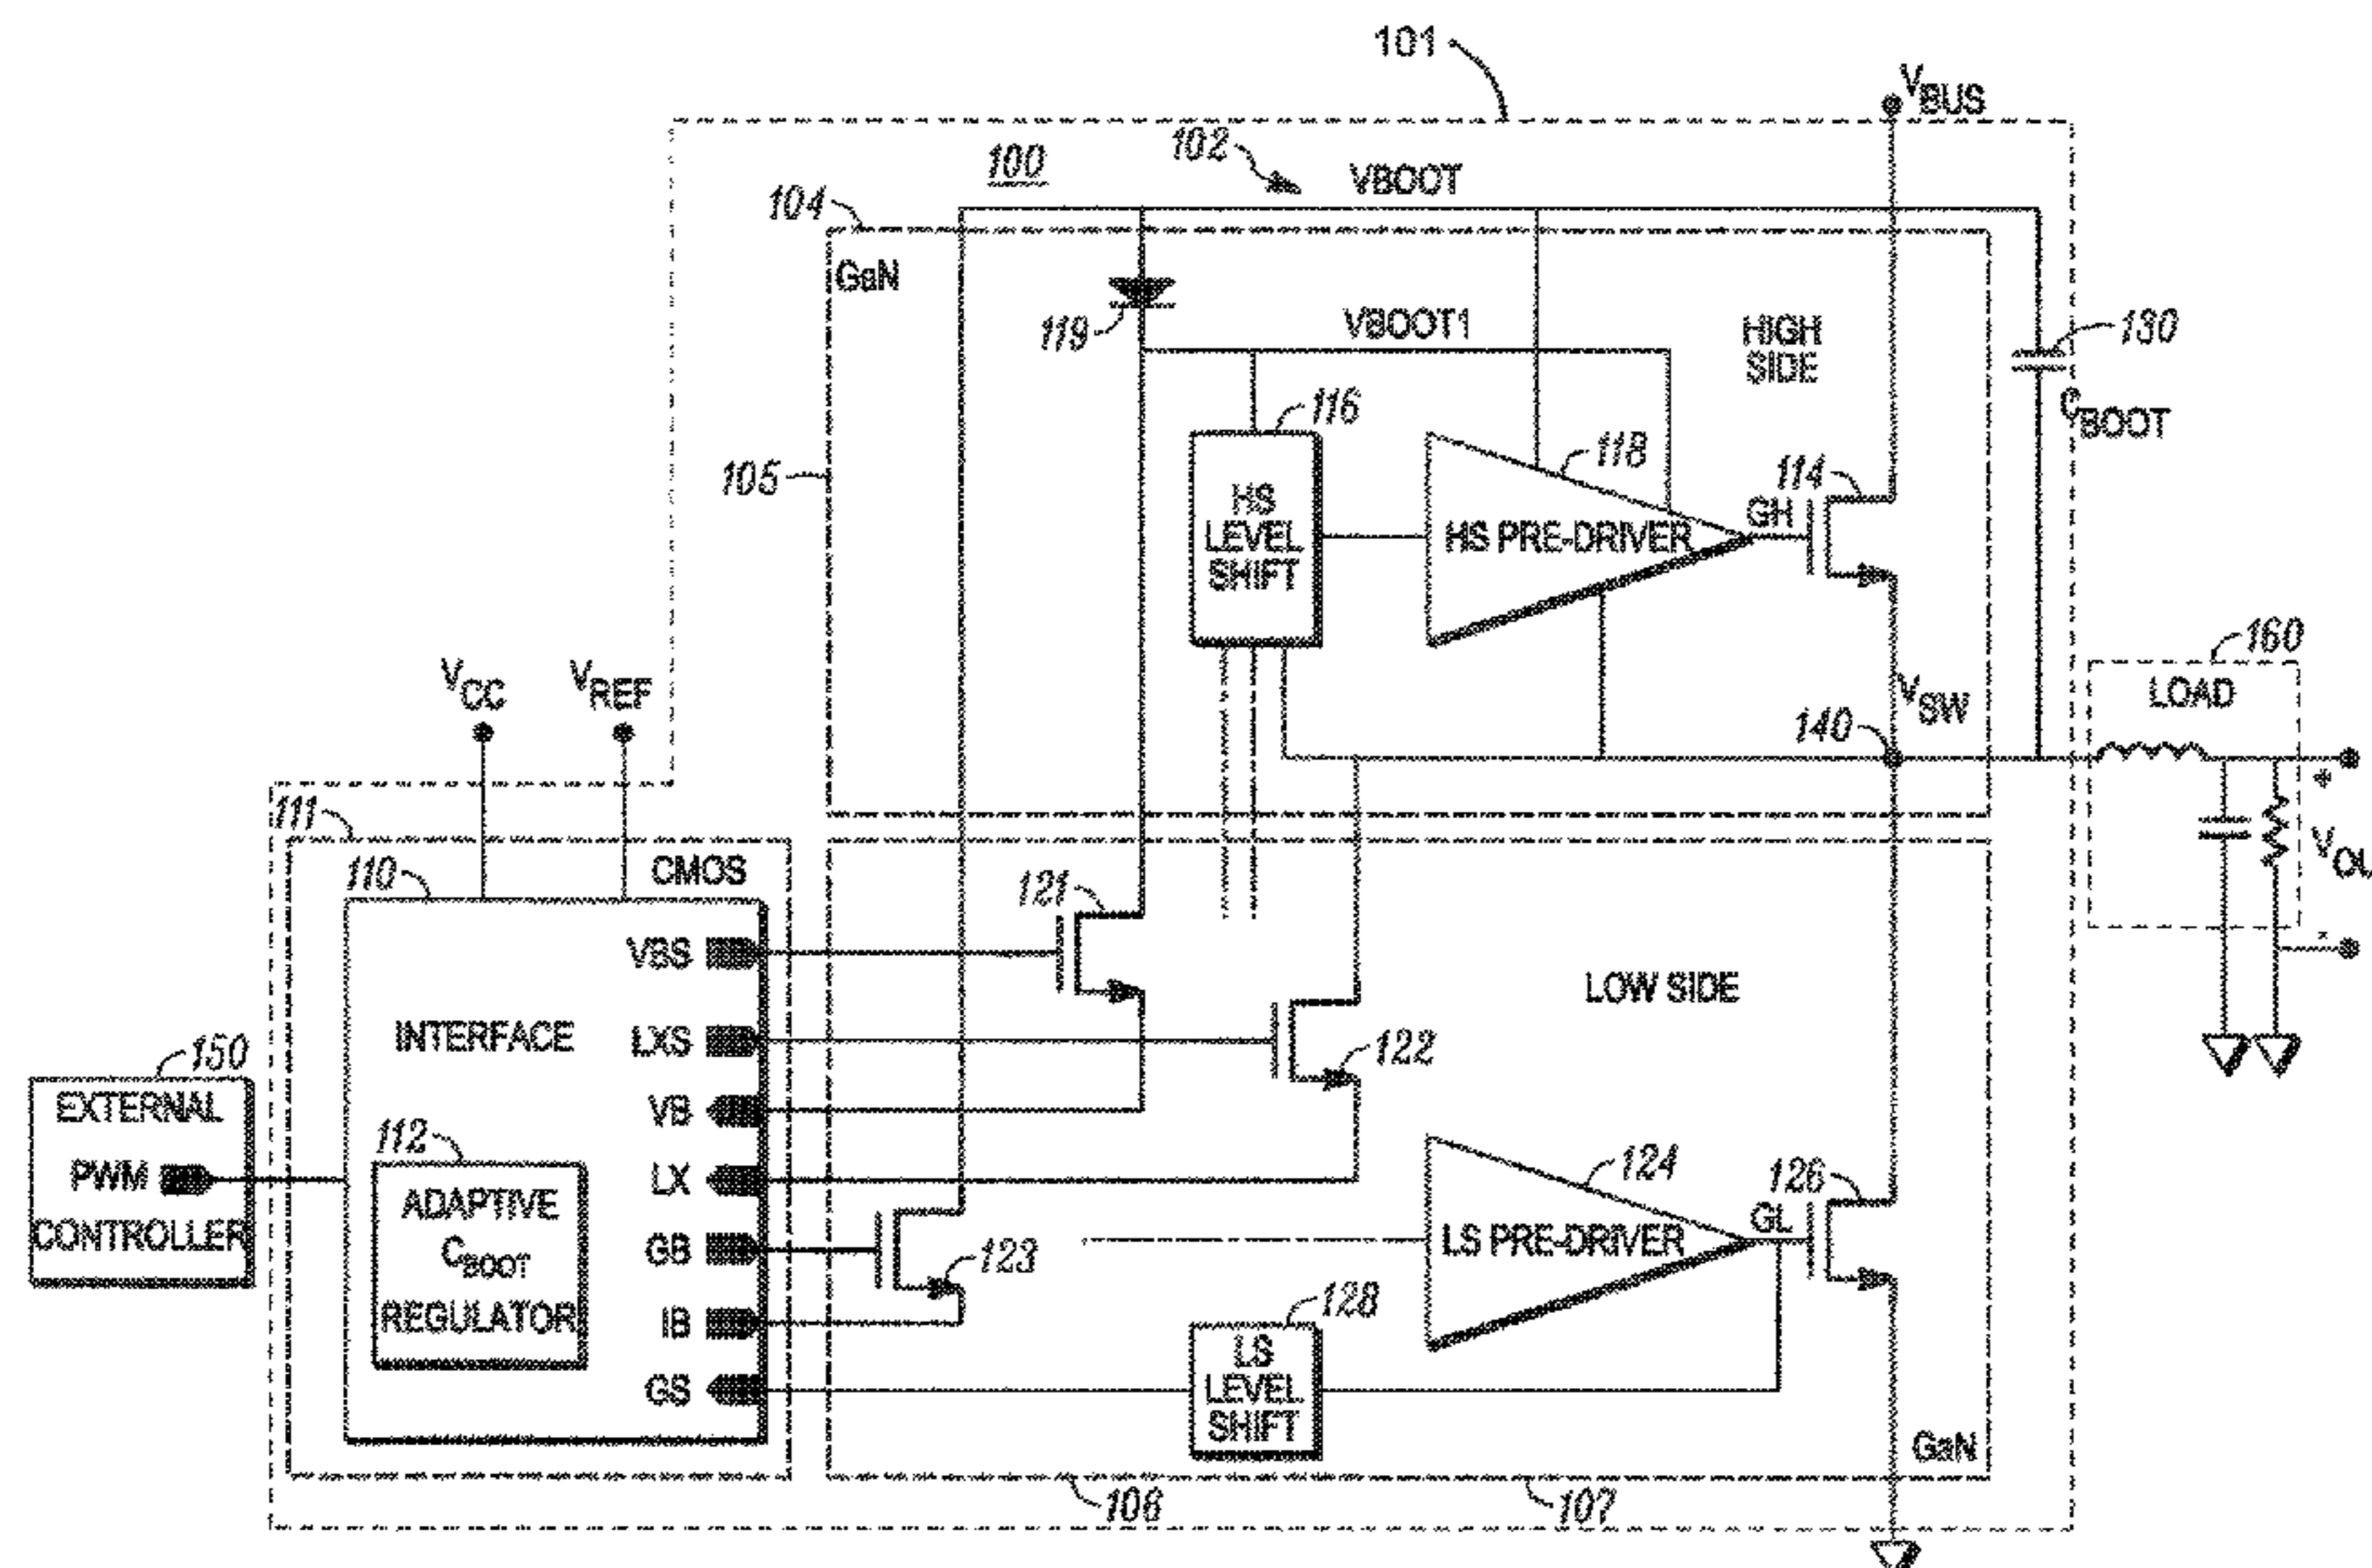 101
VBUS
100
102
VBOOT
104
GaN
119
VBOOT1
HIGH
SIDE
130
CBOOT
116
118
114
105
HS
LEVEL
SHIFT
HS PRE-DRIVER
GH
VCC
VREF
VSW
140
160
LOAD
+
111
110
CMOS
121
VBS
LOW SIDE
-
INTERFACE
LXS
122
150
EXTERNAL
PWM
CONTROLLER
VB
112
ADAPTIVE
CBOOT
REGULATOR
LX
124
126
GB
123
LS PRE-DRIVER
GL
IB
128
LS
LEVEL
SHIFT
GS
GaN
106
107